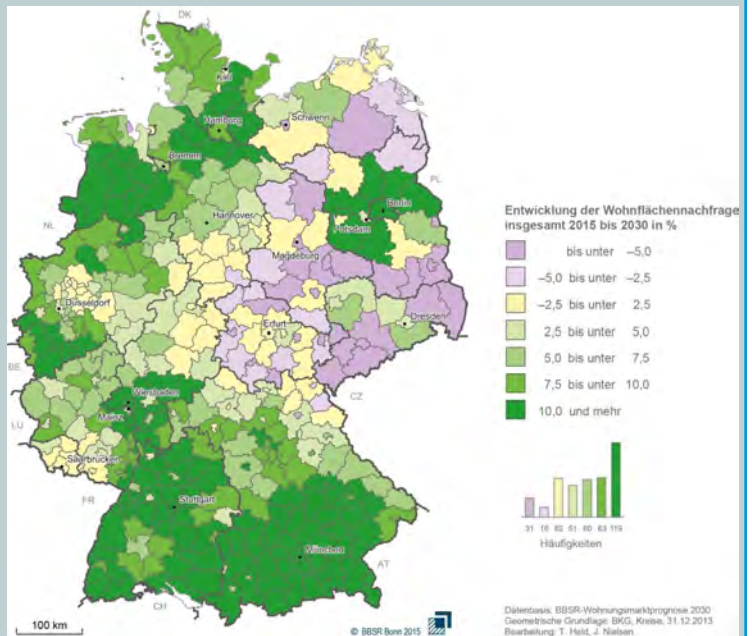 DK
Kiel
Schwerin
Hamburg
Bremen
PL
Berlin
NL
Hannover
Potsdam
Magdeburg
Düsseldorf
Erfurt
Dresden
BE
Wiesbaden
CZ
Mainz
LU
Saarbrücken
FR
Stuttgart
München
AT
CH
100 km
© BBSR Bonn 2015
Entwicklung der Wohnflächennachfrage
insgesamt 2015 bis 2030 in %
bis unter –5,0
–5,0 bis unter –2,5
–2,5 bis unter 2,5
2,5 bis unter 5,0
5,0 bis unter 7,5
7,5 bis unter 10,0
10,0 und mehr
31 16 62 51 60 63 119
Häufigkeiten
Datenbasis: BBSR-Wohnungsmarktprognose 2030
Geometrische Grundlage: BKG, Kreise, 31.12.2013
Bearbeitung: T. Held, J. Nielsen